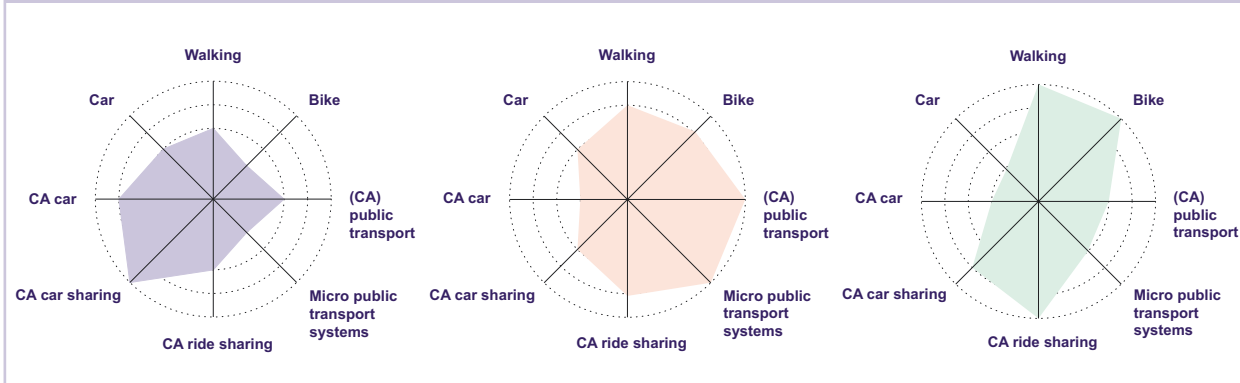 Walking
Bike
(CA)
public
transport
Micro public
transport
systems
CA ride sharing
CA car sharing
CA car
Car
Walking
Bike
(CA)
public
transport
Micro public
transport
systems
CA ride sharing
CA car sharing
CA car
Car
Walking
Bike
(CA)
public
transport
Micro public
transport
systems
CA ride sharing
CA car sharing
CA car
Car